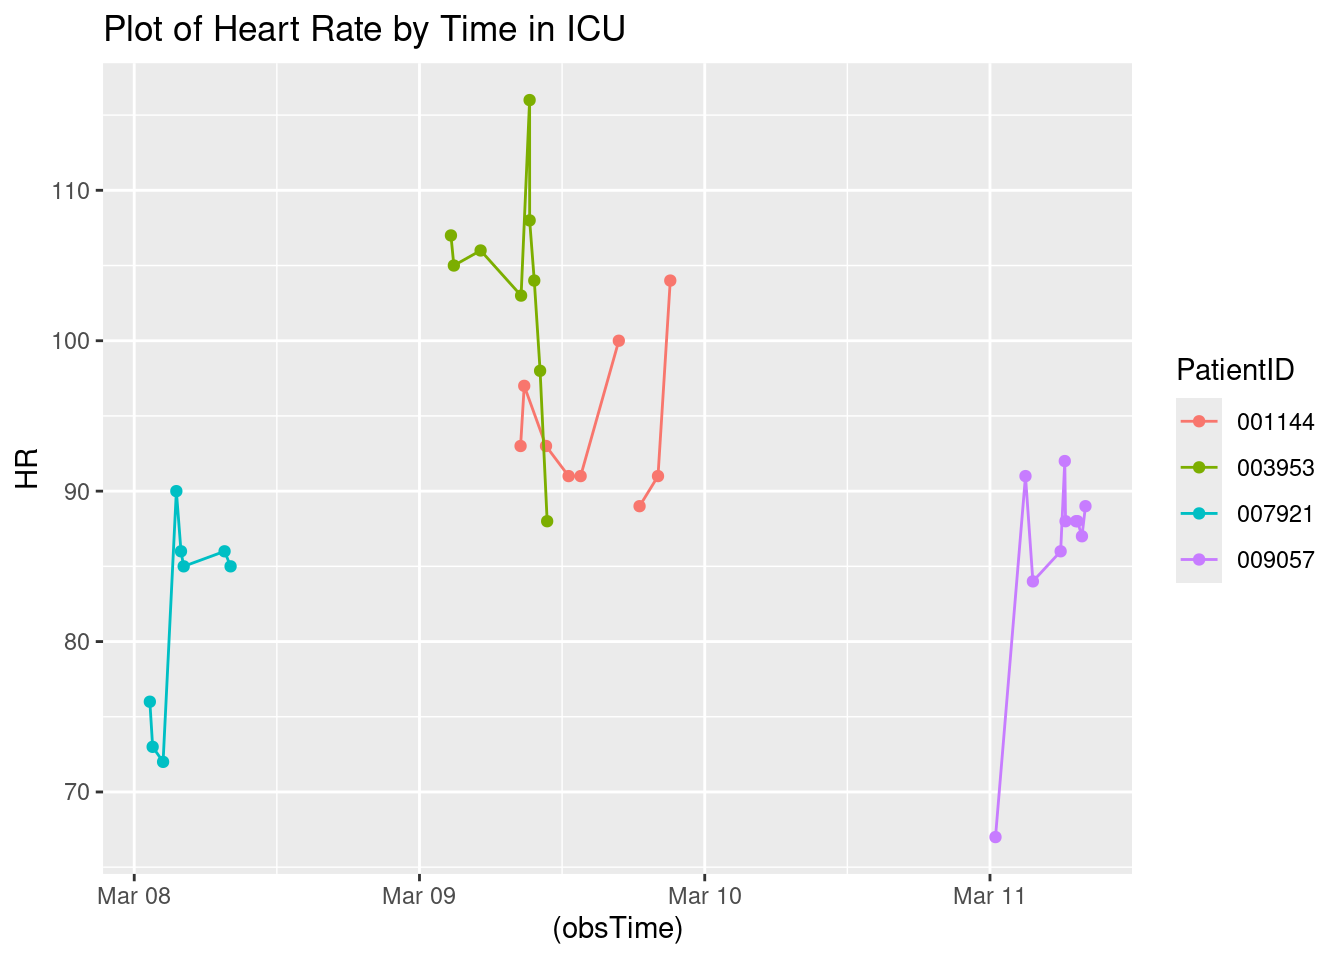 Plot of Heart Rate by Time in ICU
110
100
90
80
70
HR
Mar 08 Mar 09 Mar 10 Mar 11
(obsTime)
PatientID
001144
003953
007921
009057